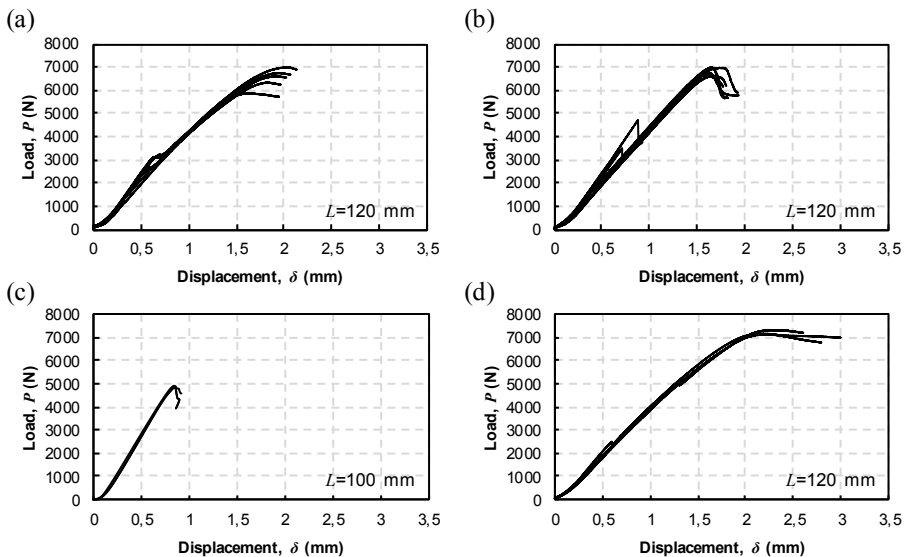 (a)
8000
7000
6000
5000
4000
3000
2000
1000
0
Load, P (N)
L=120 mm
0 0,5 1 1,5 2 2,5 3 3,5
Displacement, δ (mm)
(b)
8000
7000
6000
5000
4000
3000
2000
1000
0
Load, P (N)
L=120 mm
0 0,5 1 1,5 2 2,5 3 3,5
Displacement, δ (mm)
(c)
8000
7000
6000
5000
4000
3000
2000
1000
0
Load, P (N)
L=100 mm
0 0,5 1 1,5 2 2,5 3 3,5
Displacement, δ (mm)
(d)
8000
7000
6000
5000
4000
3000
2000
1000
0
Load, P (N)
L=120 mm
0 0,5 1 1,5 2 2,5 3 3,5
Displacement, δ (mm)